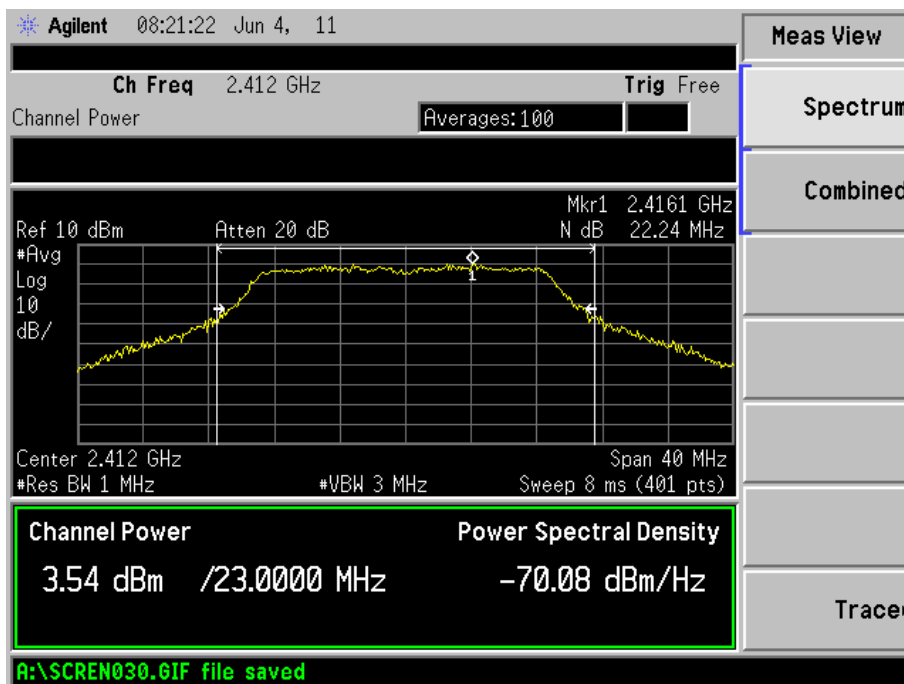 Agilent 08:21:22 Jun 4, 11
Meas View
Ch Freq 2.412 GHz Trig Free
Channel Power Averages: 100
Spectrum
Combined
Mkr1 2.4161 GHz
Ref 10 dBm Atten 20 dB N dB 22.24 MHz
#Avg
Log
10
dB/
1
Center 2.412 GHz Span 40 MHz
#Res BW 1 MHz #VBW 3 MHz Sweep 8 ms (401 pts)
Channel Power Power Spectral Density
3.54 dBm /23.0000 MHz -70.08 dBm/Hz
Trace
A:\SCREN030.GIF file saved